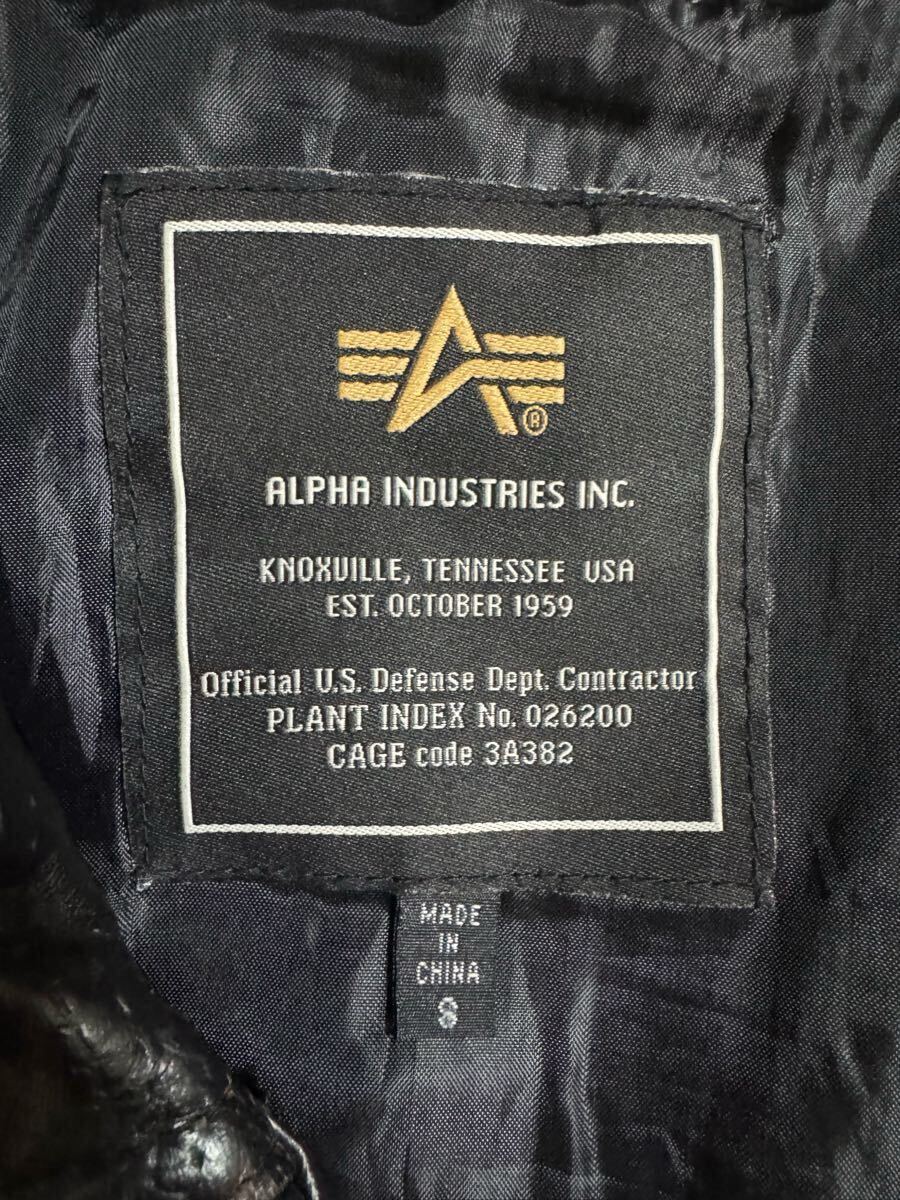 ®
ALPHA INDUSTRIES INC.
KNOXVILLE, TENNESSEE USA
EST. OCTOBER 1959
Official U.S. Defense Dept. Contractor
PLANT INDEX No. 026200
CAGE code 3A382
MADE
IN
CHINA
S